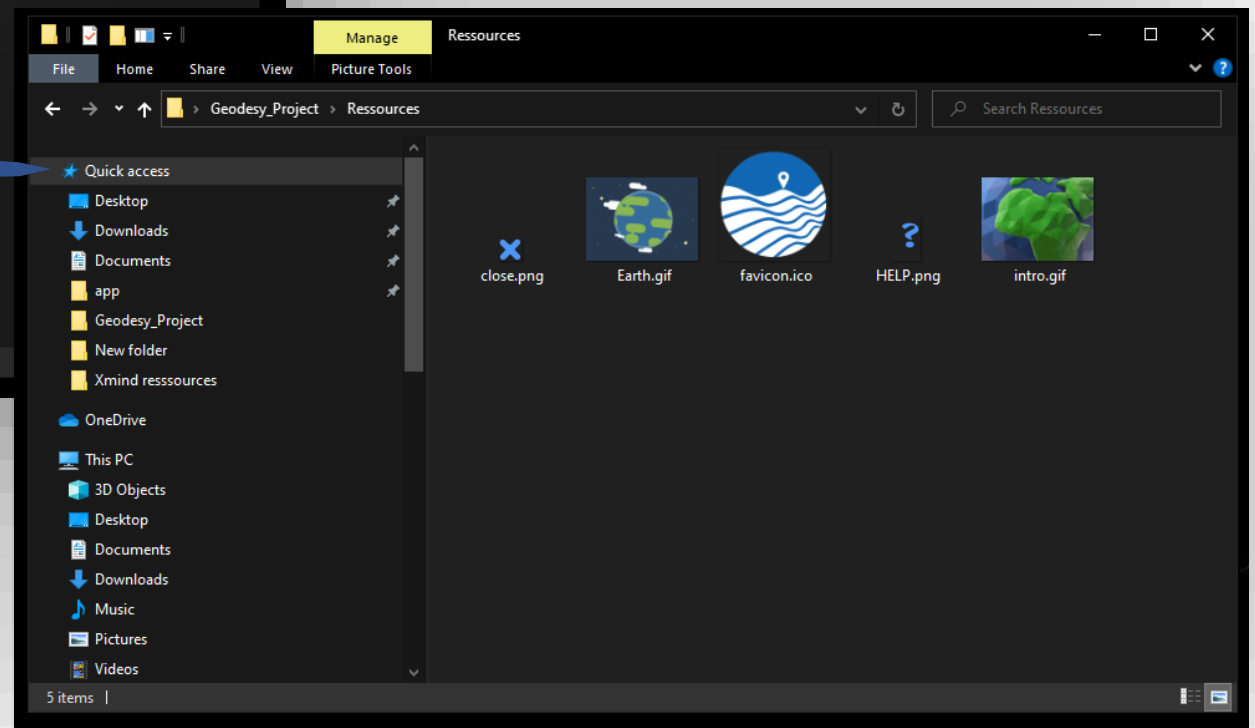 Manage
Ressources
File
Home
Share
View
Picture Tools
Geodesy_Project
Ressources
Search Ressources
Quick access
Desktop
Downloads
Documents
app
Geodesy_Project
New folder
Xmind resssources
OneDrive
This PC
3D Objects
Desktop
Documents
Downloads
Music
Pictures
Videos
close.png
Earth.gif
favicon.ico
HELP.png
intro.gif
5 items